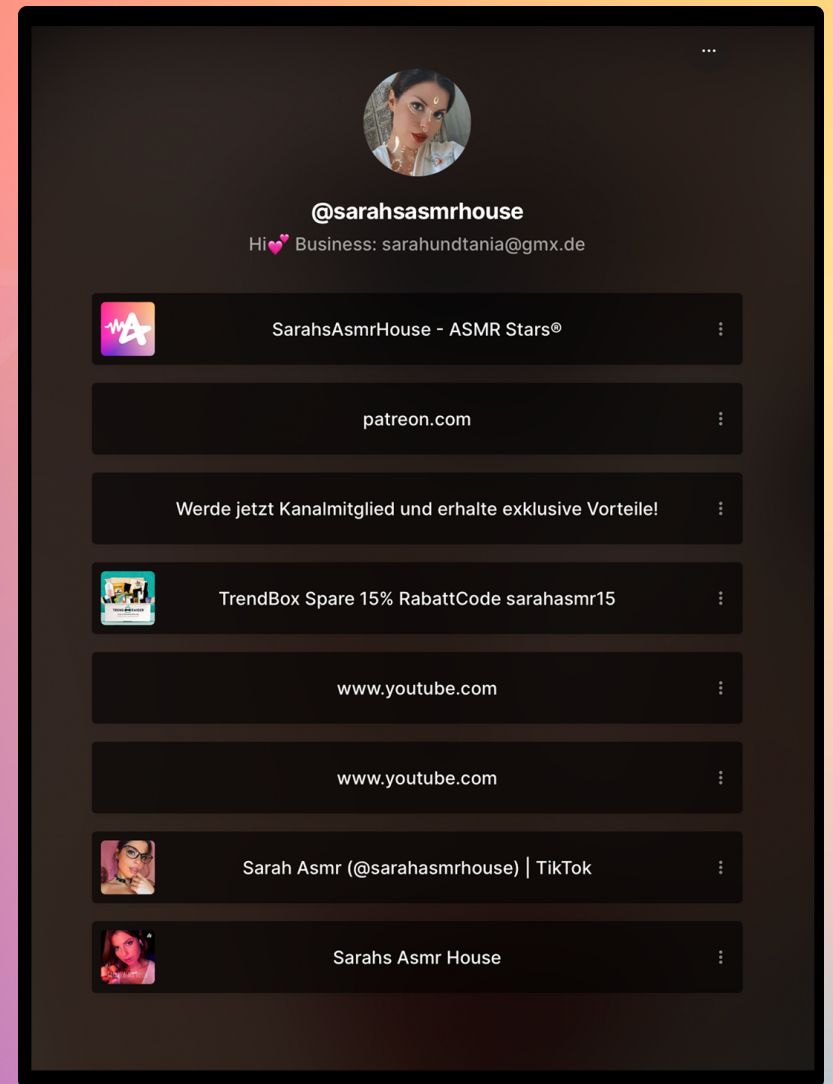 @sarahsasmrhouse
Hi💕 Business: sarahundtania@gmx.de
SarahsAsmrHouse - ASMR Stars®
patreon.com
Werde jetzt Kanalmitglied und erhalte exklusive Vorteile!
TrendBox Spare 15% RabattCode sarahasmr15
www.youtube.com
www.youtube.com
Sarah Asmr (@sarahasmrhouse) | TikTok
Sarahs Asmr House